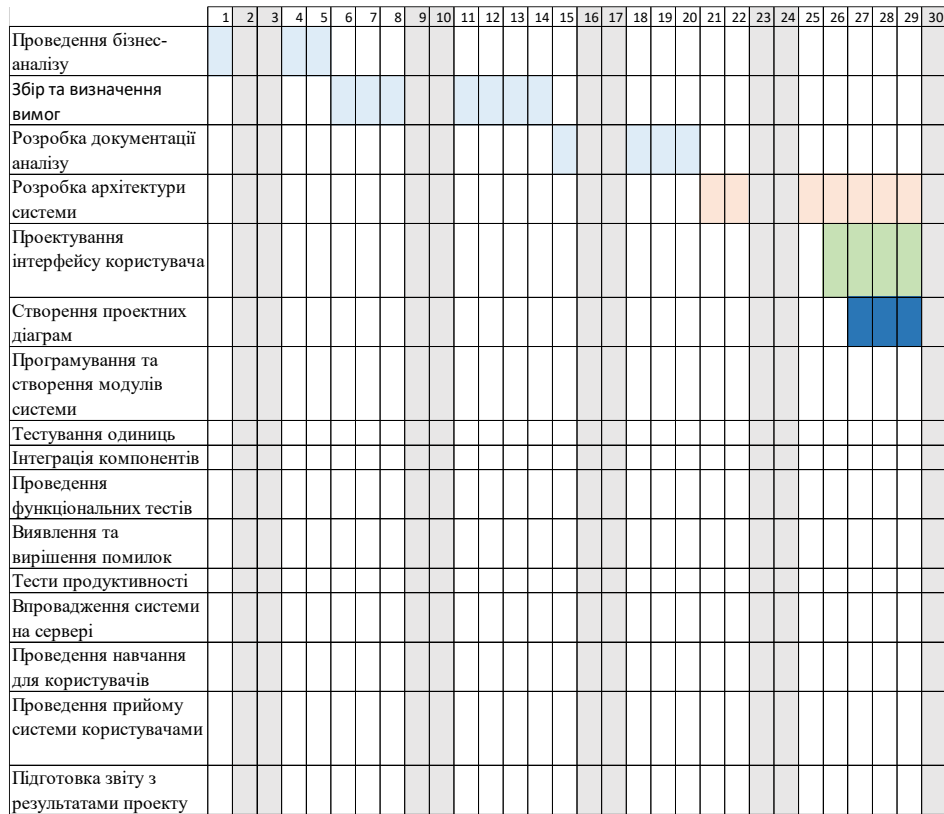 1 2 3 4 5 6 7 8 9 10 11 12 13 14 15 16 17 18 19 20 21 22 23 24 25 26 27 28 29 30
Проведення бізнес-
аналізу
Збір та визначення
вимог
Розробка документації
аналізу
Розробка архітектури
системи
Проектування
інтерфейсу користувача
Створення проектних
діаграм
Програмування та
створення модулів
системи
Тестування одиниць
Інтеграція компонентів
Проведення
функціональних тестів
Виявлення та
вирішення помилок
Тести продуктивності
Впровадження системи
на сервері
Проведення навчання
для користувачів
Проведення прийому
системи користувачами
Підготовка звіту з
результатами проекту